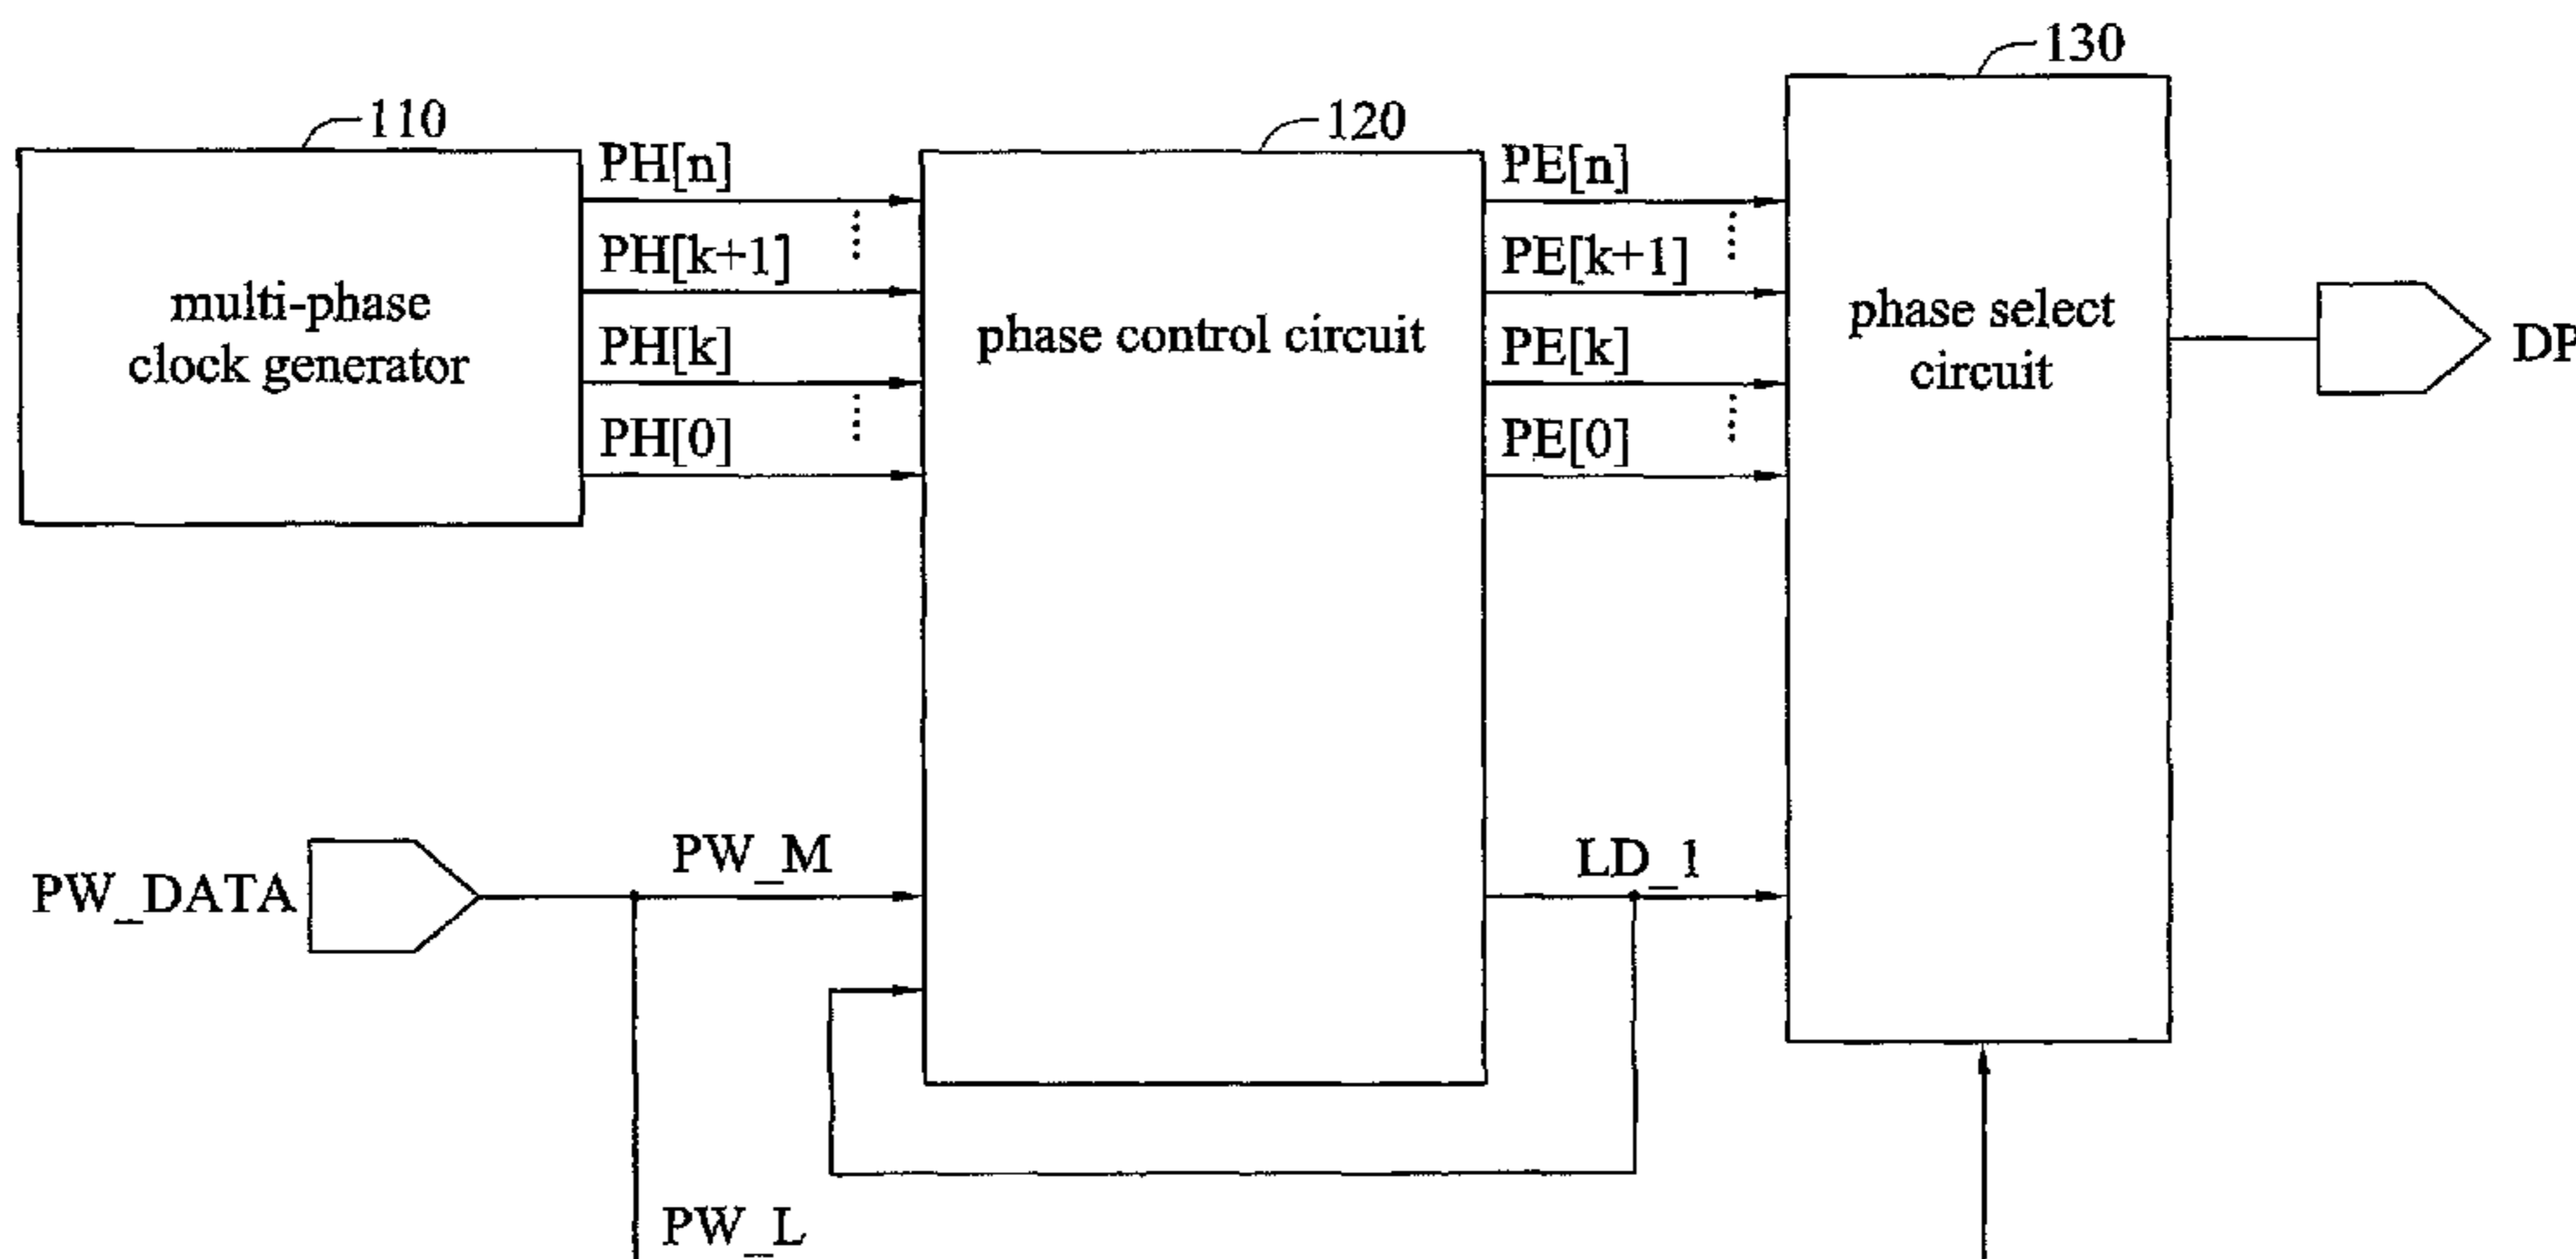 110
120
130
multi-phase
clock generator
PH[n]
PH[k+1]
PH[k]
PH[0]
phase control circuit
PE[n]
PE[k+1]
PE[k]
PE[0]
phase select
circuit
PW_DATA
PW_M
LD_1
PW_L